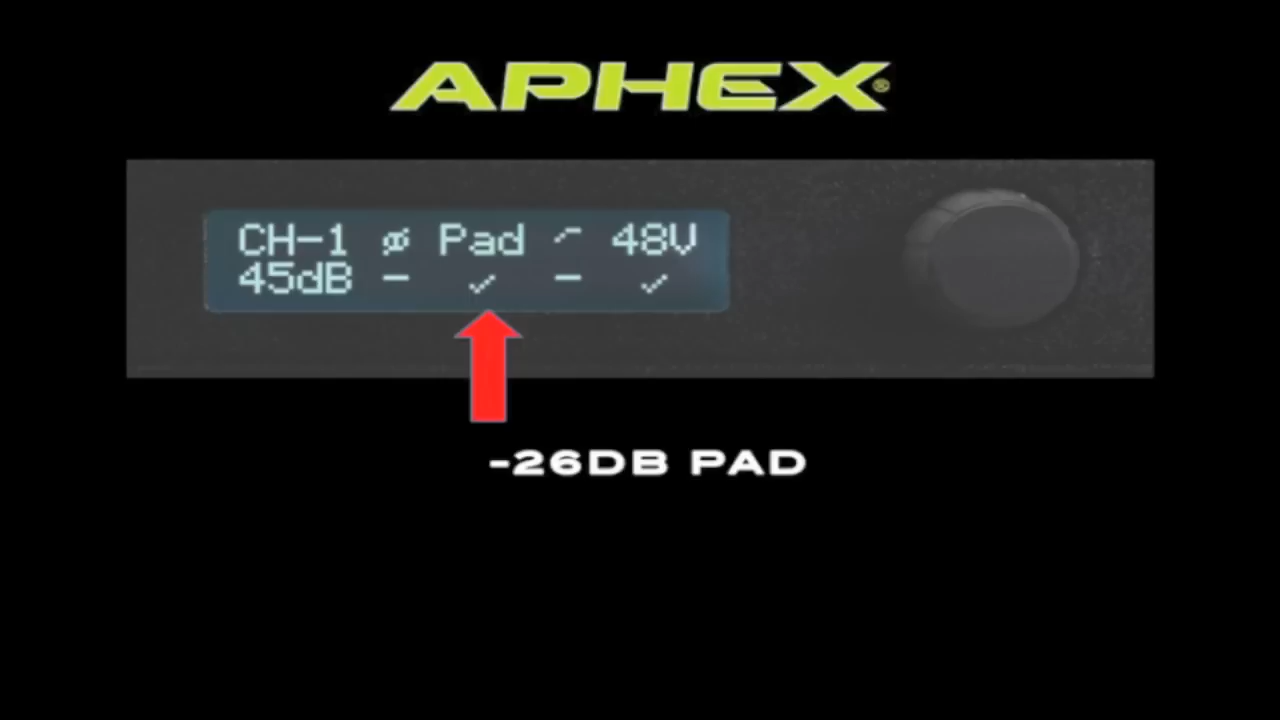 APHEX®
CH-1 ø Pad 48V
45dB - ✓ - ✓
-26DB PAD